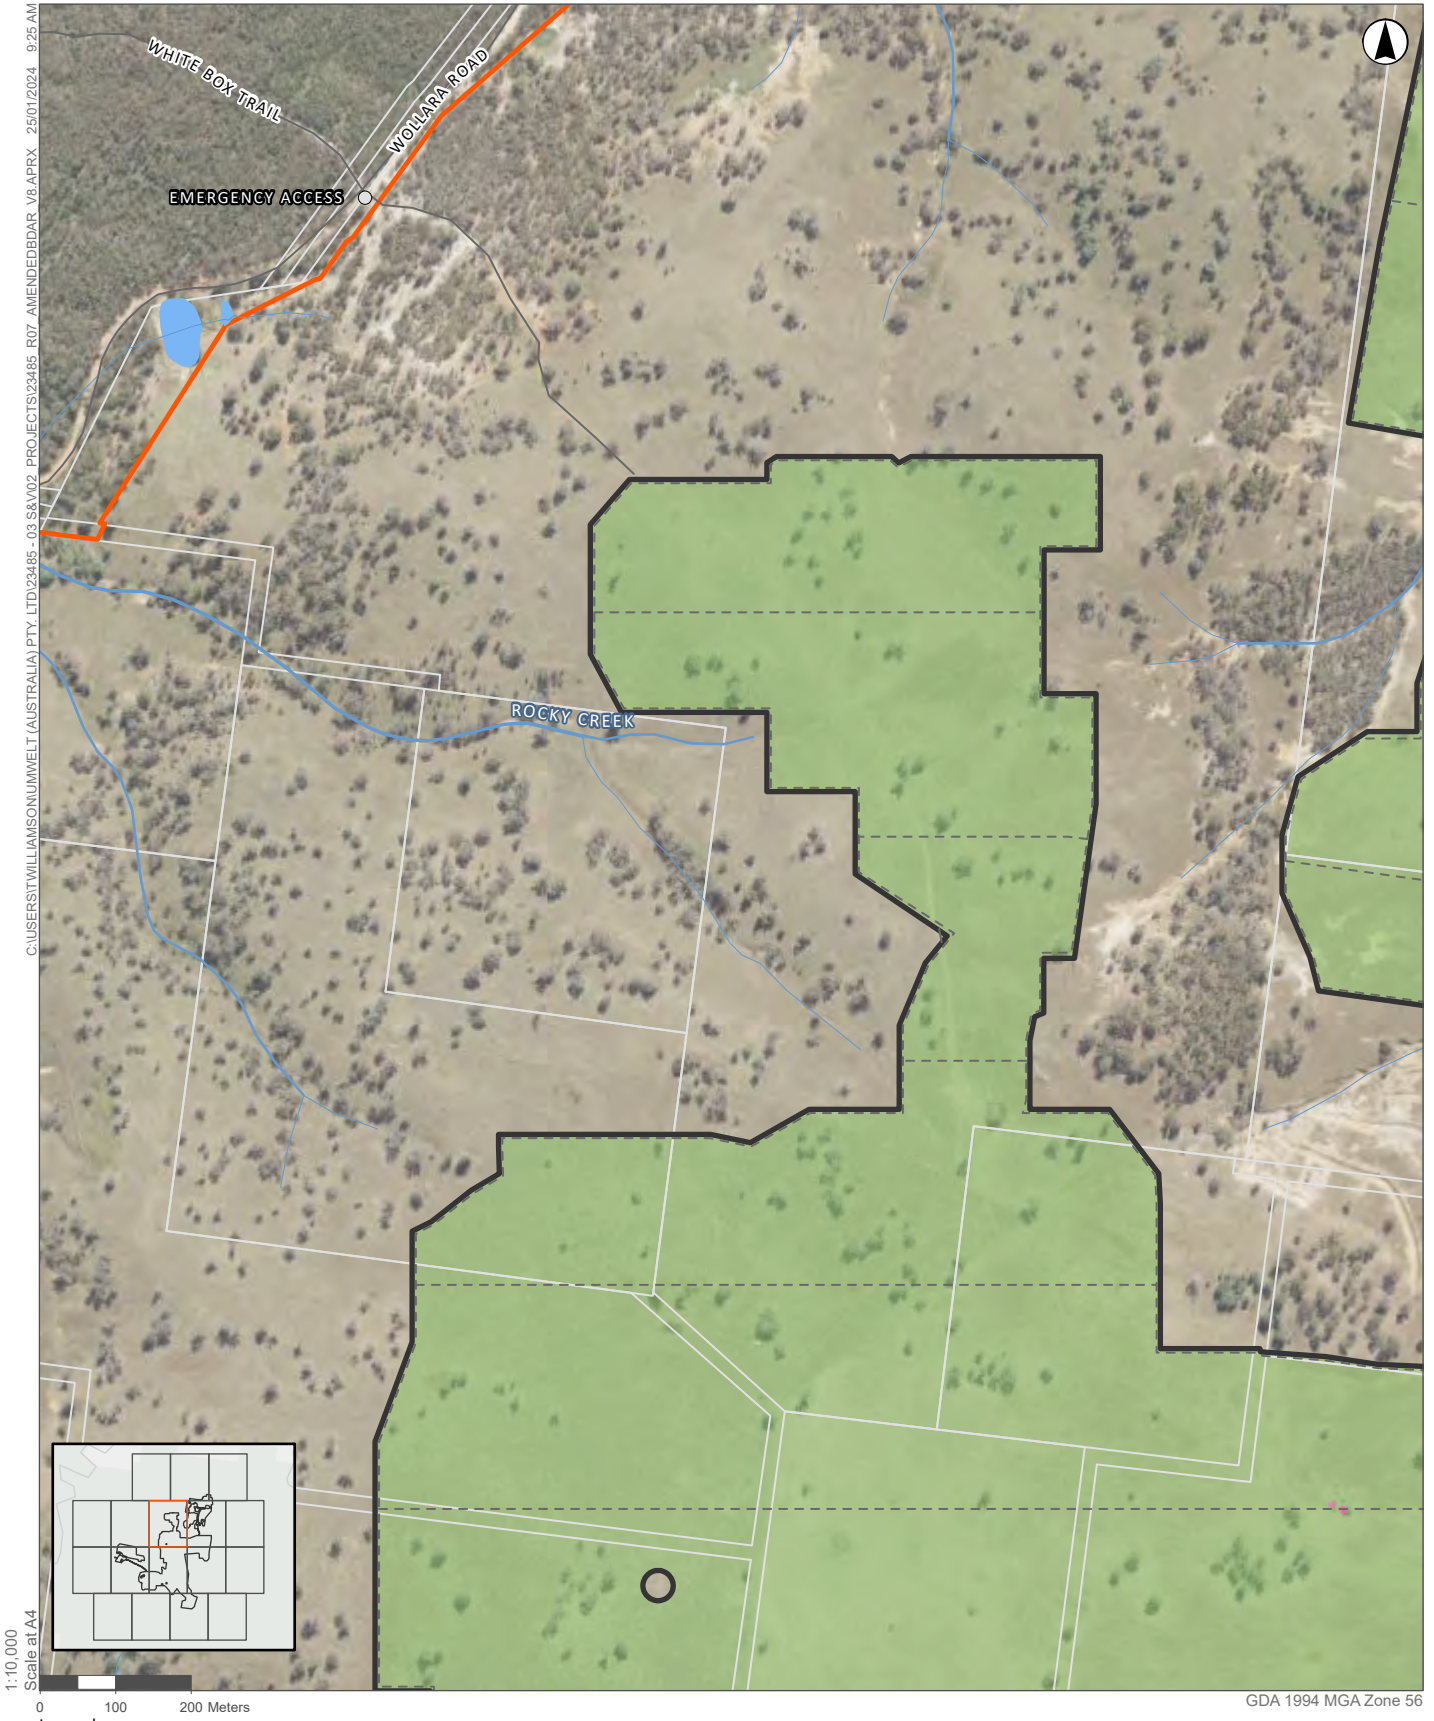 C:\USERS\TWILLIAMSON\UMWELT (AUSTRALIA) PTY. LTD\23485 - 03 S&V\02 PROJECTS\23485_R07_AMENDEDBDAR_V8.APRX 25/01/2024 9:25 AM
WHITE BOX TRAIL
WOLLARA ROAD
EMERGENCY ACCESS
ROCKY CREEK
1:10,000
Scale at A4
0 100 200 Meters
GDA 1994 MGA Zone 56